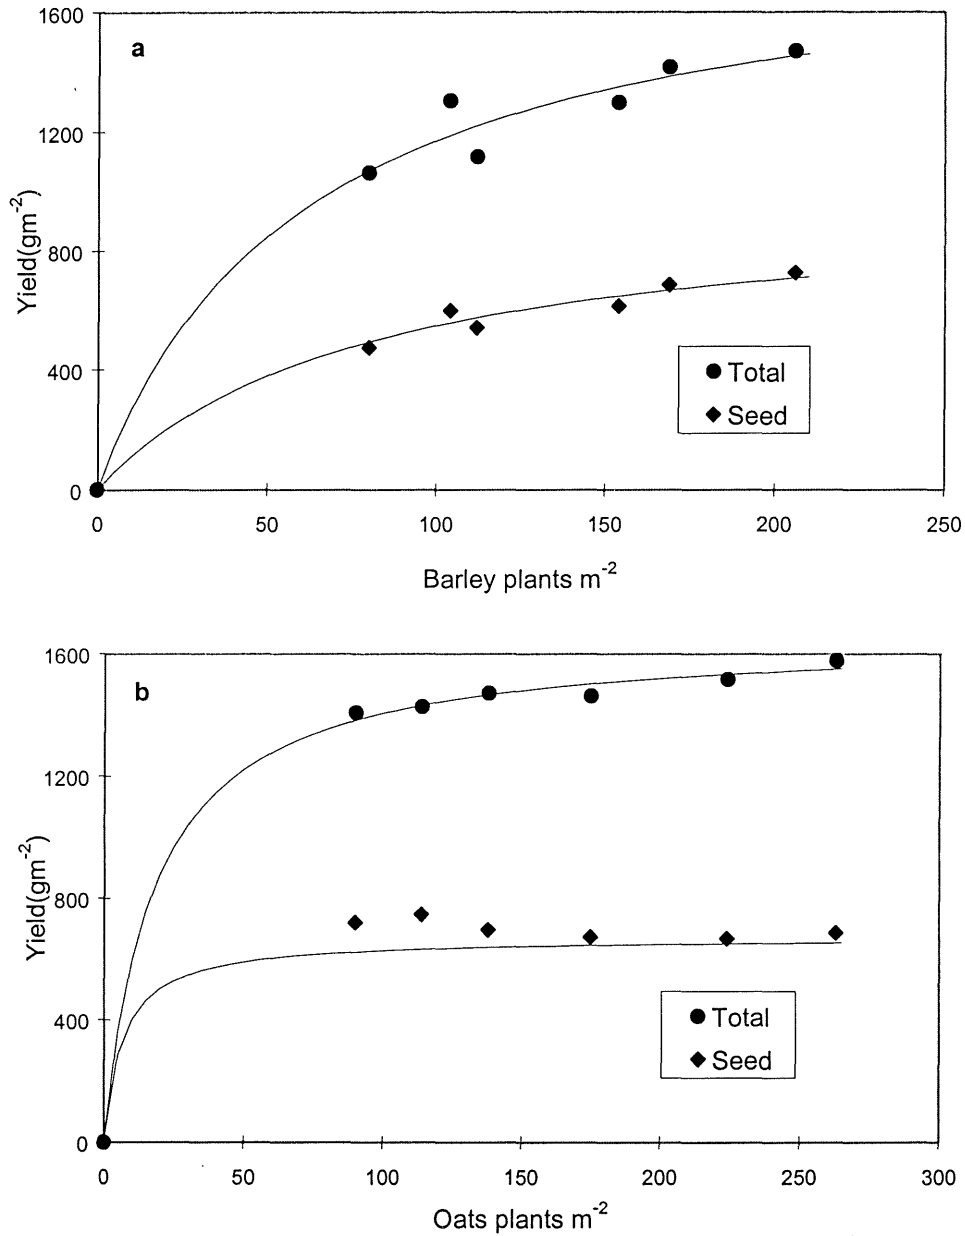 1600
a
1200
800
400
0
Yield(gm-2)
Total
Seed
0 50 100 150 200 250
Barley plants m-2
1600
b
1200
800
400
0
Yield(gm-2)
Total
Seed
0 50 100 150 200 250 300
Oats plants m-2